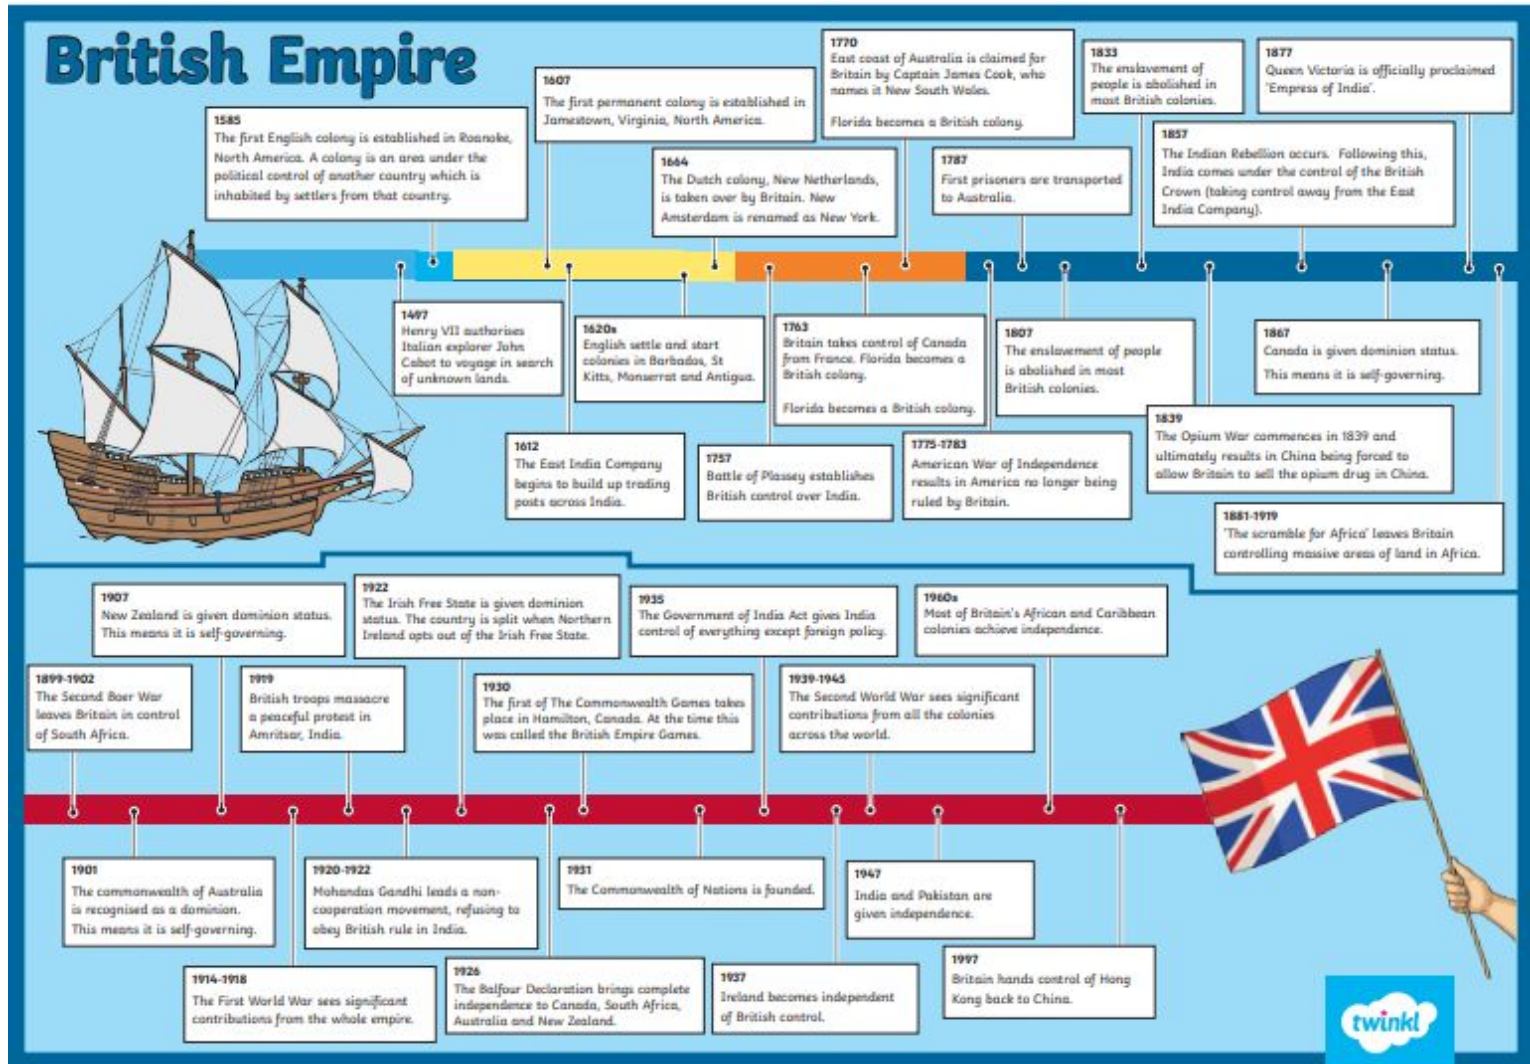 British Empire
1585
The first English colony is established in Roanoke,
North America. A colony is an area under the
political control of another country which is
inhabited by settlers from that country.
1607
The first permanent colony is established in
Jamestown, Virginia, North America.
1664
The Dutch colony, New Netherlands,
is taken over by Britain. New
Amsterdam is renamed as New York.
1770
East coast of Australia is claimed for
Britain by Captain James Cook, who
names it New South Wales.
Florida becomes a British colony.
1787
First prisoners are transported
to Australia.
1833
The enslavement of
people is abolished in
most British colonies.
1857
The Indian Rebellion occurs. Following this,
India comes under the control of the British
Crown (taking control away from the East
India Company).
1877
Queen Victoria is officially proclaimed
'Empress of India'.
1497
Henry VII authorises
Italian explorer John
Cabot to voyage in search
of unknown lands.
1612
The East India Company
begins to build up trading
posts across India.
1620s
English settle and start
colonies in Barbados, St
Kitts, Monserrat and Antigua.
1757
Battle of Plassey establishes
British control over India.
1763
Britain takes control of Canada
from France. Florida becomes a
British colony.
Florida becomes a British colony.
1775-1783
American War of Independence
results in America no longer being
ruled by Britain.
1807
The enslavement of people
is abolished in most
British colonies.
1839
The Opium War commences in 1839 and
ultimately results in China being forced to
allow Britain to sell the opium drug in China.
1867
Canada is given dominion status.
This means it is self-governing.
1881-1919
'The scramble for Africa' leaves Britain
controlling massive areas of land in Africa.
1899-1902
The Second Boer War
leaves Britain in control
of South Africa.
1907
New Zealand is given dominion status.
This means it is self-governing.
1919
British troops massacre
a peaceful protest in
Amritsar, India.
1922
The Irish Free State is given dominion
status. The country is split when Northern
Ireland opts out of the Irish Free State.
1930
The first of The Commonwealth Games takes
place in Hamilton, Canada. At the time this
was called the British Empire Games.
1935
The Government of India Act gives India
control of everything except foreign policy.
1939-1945
The Second World War sees significant
contributions from all the colonies
across the world.
1960s
Most of Britain's African and Caribbean
colonies achieve independence.
1901
The commonwealth of Australia
is recognised as a dominion.
This means it is self-governing.
1914-1918
The First World War sees significant
contributions from the whole empire.
1920-1922
Mohandas Gandhi leads a non-
cooperation movement, refusing to
obey British rule in India.
1926
The Balfour Declaration brings complete
independence to Canada, South Africa,
Australia and New Zealand.
1931
The Commonwealth of Nations is founded.
1937
Ireland becomes independent
of British control.
1947
India and Pakistan are
given independence.
1997
Britain hands control of Hong
Kong back to China.
twinkl